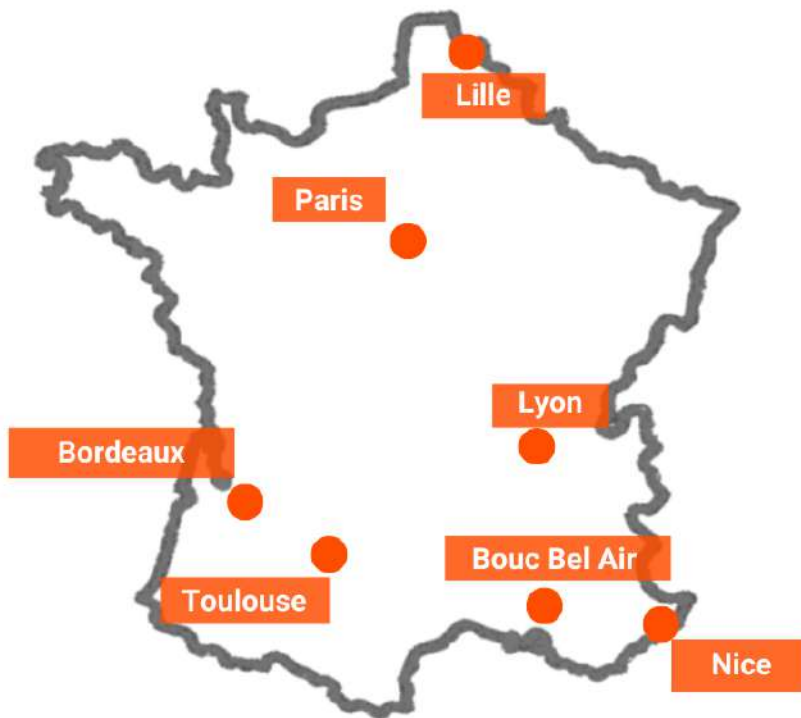 Lille
Paris
Lyon
Bordeaux
Bouc Bel Air
Toulouse
Nice